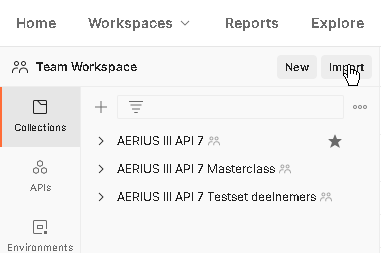 Home Workspaces Reports Explore
Team Workspace New Import
Collections
AERIUS III API 7
APIs
AERIUS III API 7 Masterclass
AERIUS III API 7 Testset deelnemers
Environments